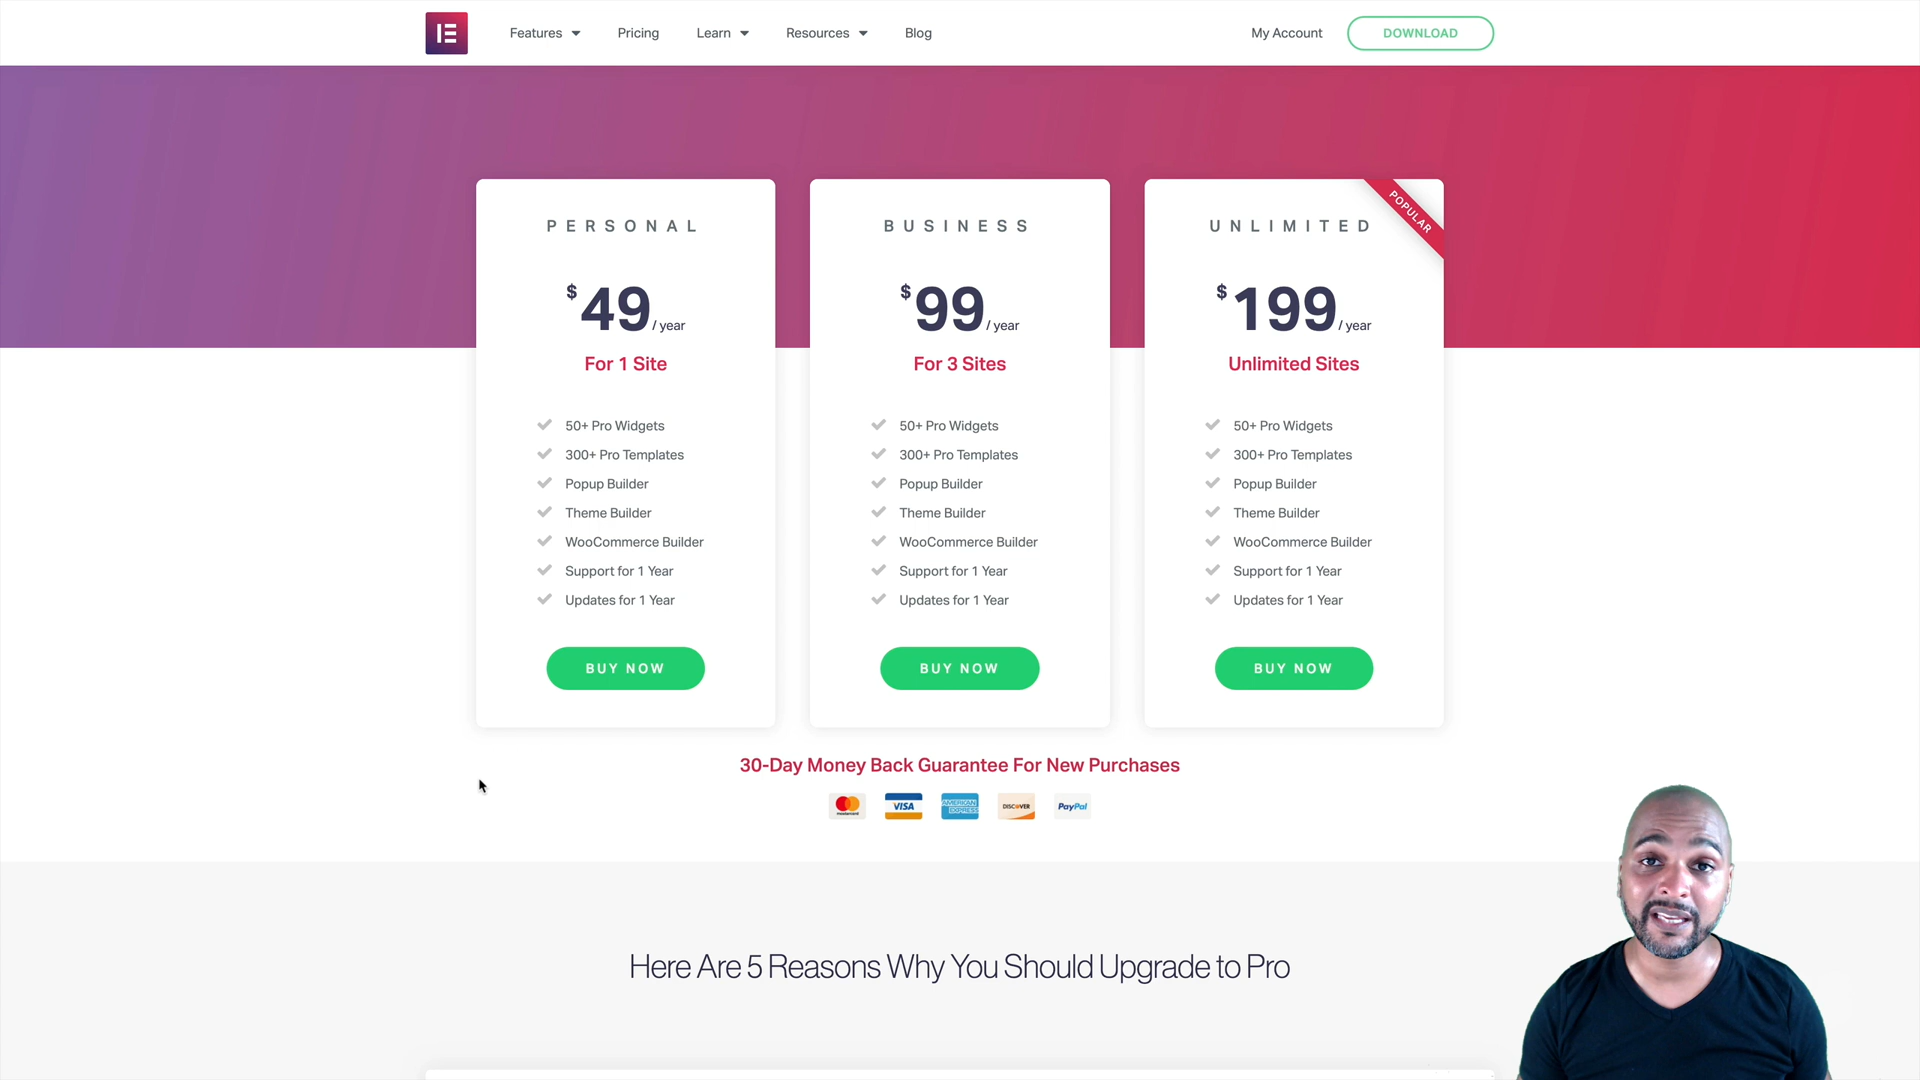 Features
Pricing
Learn
Resources
Blog
My Account
DOWNLOAD
PERSONAL
$49 / year
For 1 Site
50+ Pro Widgets
300+ Pro Templates
Popup Builder
Theme Builder
WooCommerce Builder
Support for 1 Year
Updates for 1 Year
BUY NOW
BUSINESS
$99 / year
For 3 Sites
50+ Pro Widgets
300+ Pro Templates
Popup Builder
Theme Builder
WooCommerce Builder
Support for 1 Year
Updates for 1 Year
BUY NOW
POPULAR
UNLIMITED
$199 / year
Unlimited Sites
50+ Pro Widgets
300+ Pro Templates
Popup Builder
Theme Builder
WooCommerce Builder
Support for 1 Year
Updates for 1 Year
BUY NOW
30-Day Money Back Guarantee For New Purchases
mastercard
VISA
AMERICAN EXPRESS
DISCOVER
PayPal
Here Are 5 Reasons Why You Should Upgrade to Pro